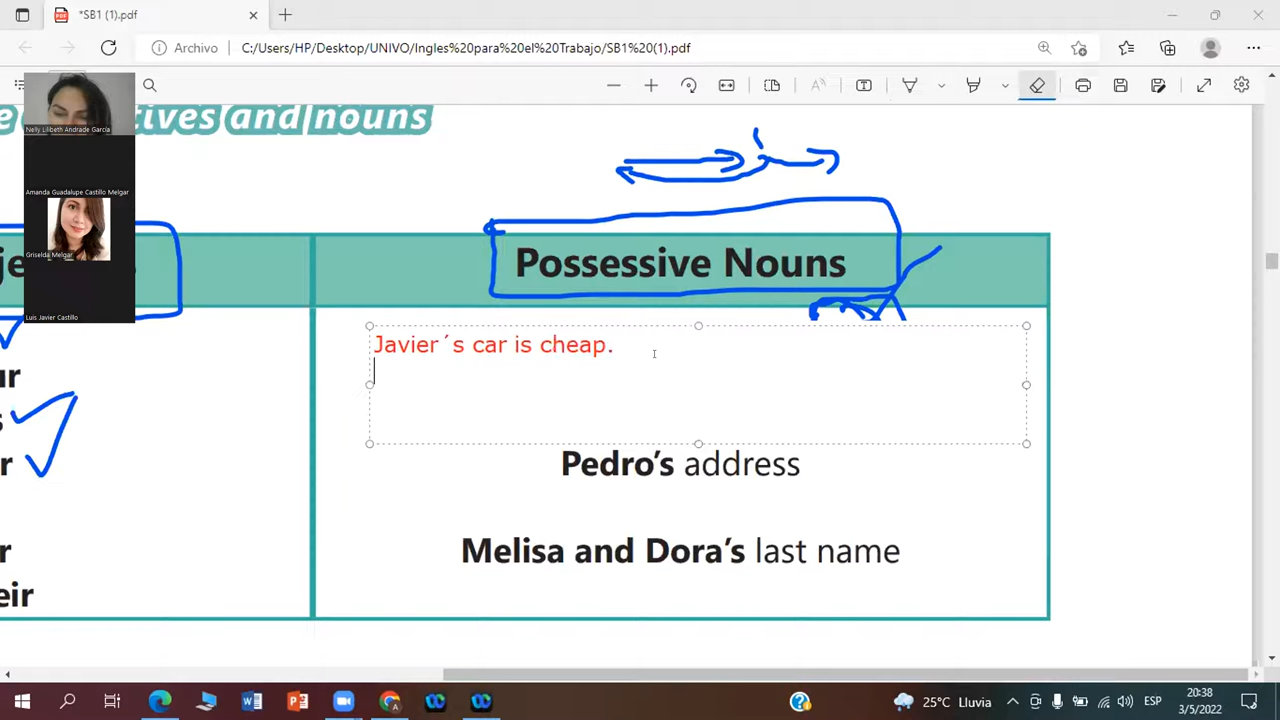 *SB1 (1).pdf
Archivo C:/Users/HP/Desktop/UNIVO/Ingles%20para%20el%20Trabajo/SB1%20(1).pdf
tives and nouns
Nelly Lilibeth Andrade Garcia
Amanda Guadalupe Castillo Melgar
Griselda Melgar
Luis Javier Castillo
Possessive Nouns
Javier´s car is cheap.
Pedro's address
Melisa and Dora's last name
eir
25°C Lluvia
ESP
20:38
3/5/2022